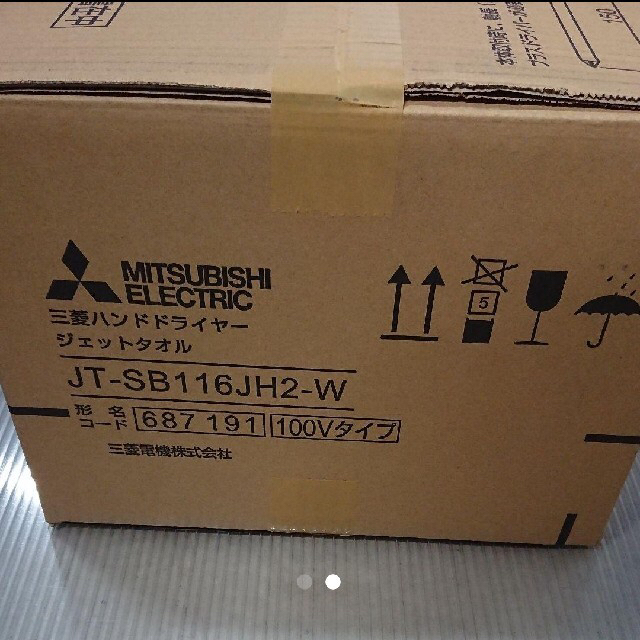 150
MITSUBISHI
ELECTRIC
三菱ハンドドライヤー
ジェットタオル
JT-SB116JH2-W
形名
コード 687 191 100Vタイプ
三菱電機株式会社
5